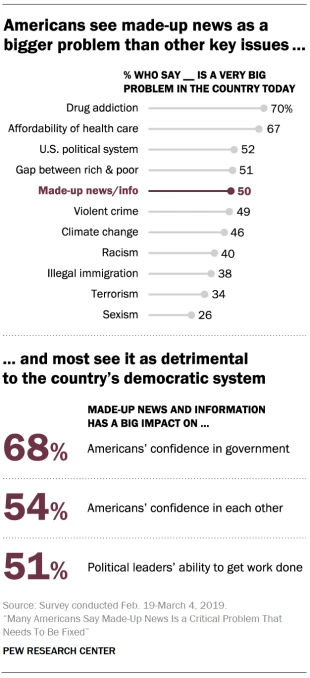 Americans see made-up news as a
bigger problem than other key issues ...
% WHO SAY __ IS A VERY BIG
PROBLEM IN THE COUNTRY TODAY
Drug addiction 70%
Affordability of health care 67
U.S. political system 52
Gap between rich & poor 51
Made-up news/info 50
Violent crime 49
Climate change 46
Racism 40
Illegal immigration 38
Terrorism 34
Sexism 26
... and most see it as detrimental
to the country's democratic system
MADE-UP NEWS AND INFORMATION
HAS A BIG IMPACT ON ...
68% Americans' confidence in government
54% Americans' confidence in each other
51% Political leaders' ability to get work done
Source: Survey conducted Feb. 19-March 4, 2019.
"Many Americans Say Made-Up News Is a Critical Problem That
Needs To Be Fixed"
PEW RESEARCH CENTER